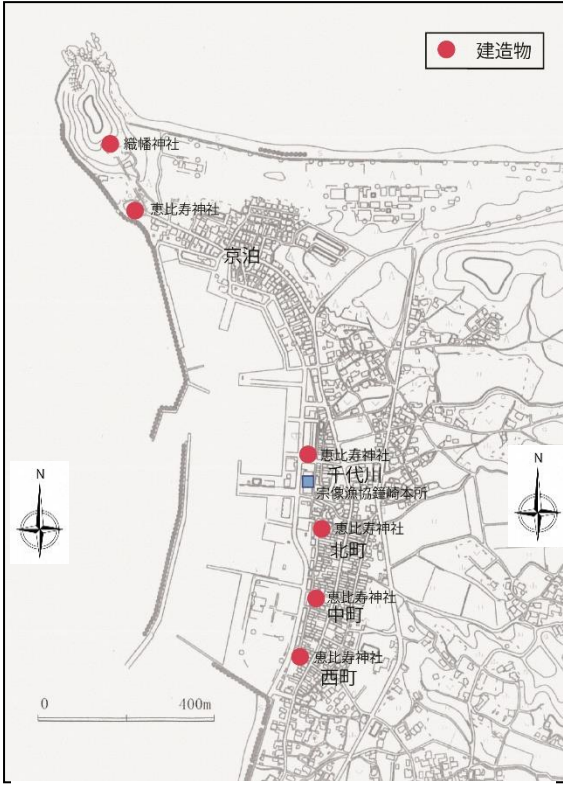 建造物
織幡神社
恵比寿神社
京泊
恵比寿神社
千代川
宗像漁協鐘崎本所
恵比寿神社
北町
恵比寿神社
中町
恵比寿神社
西町
N
N
0 400m